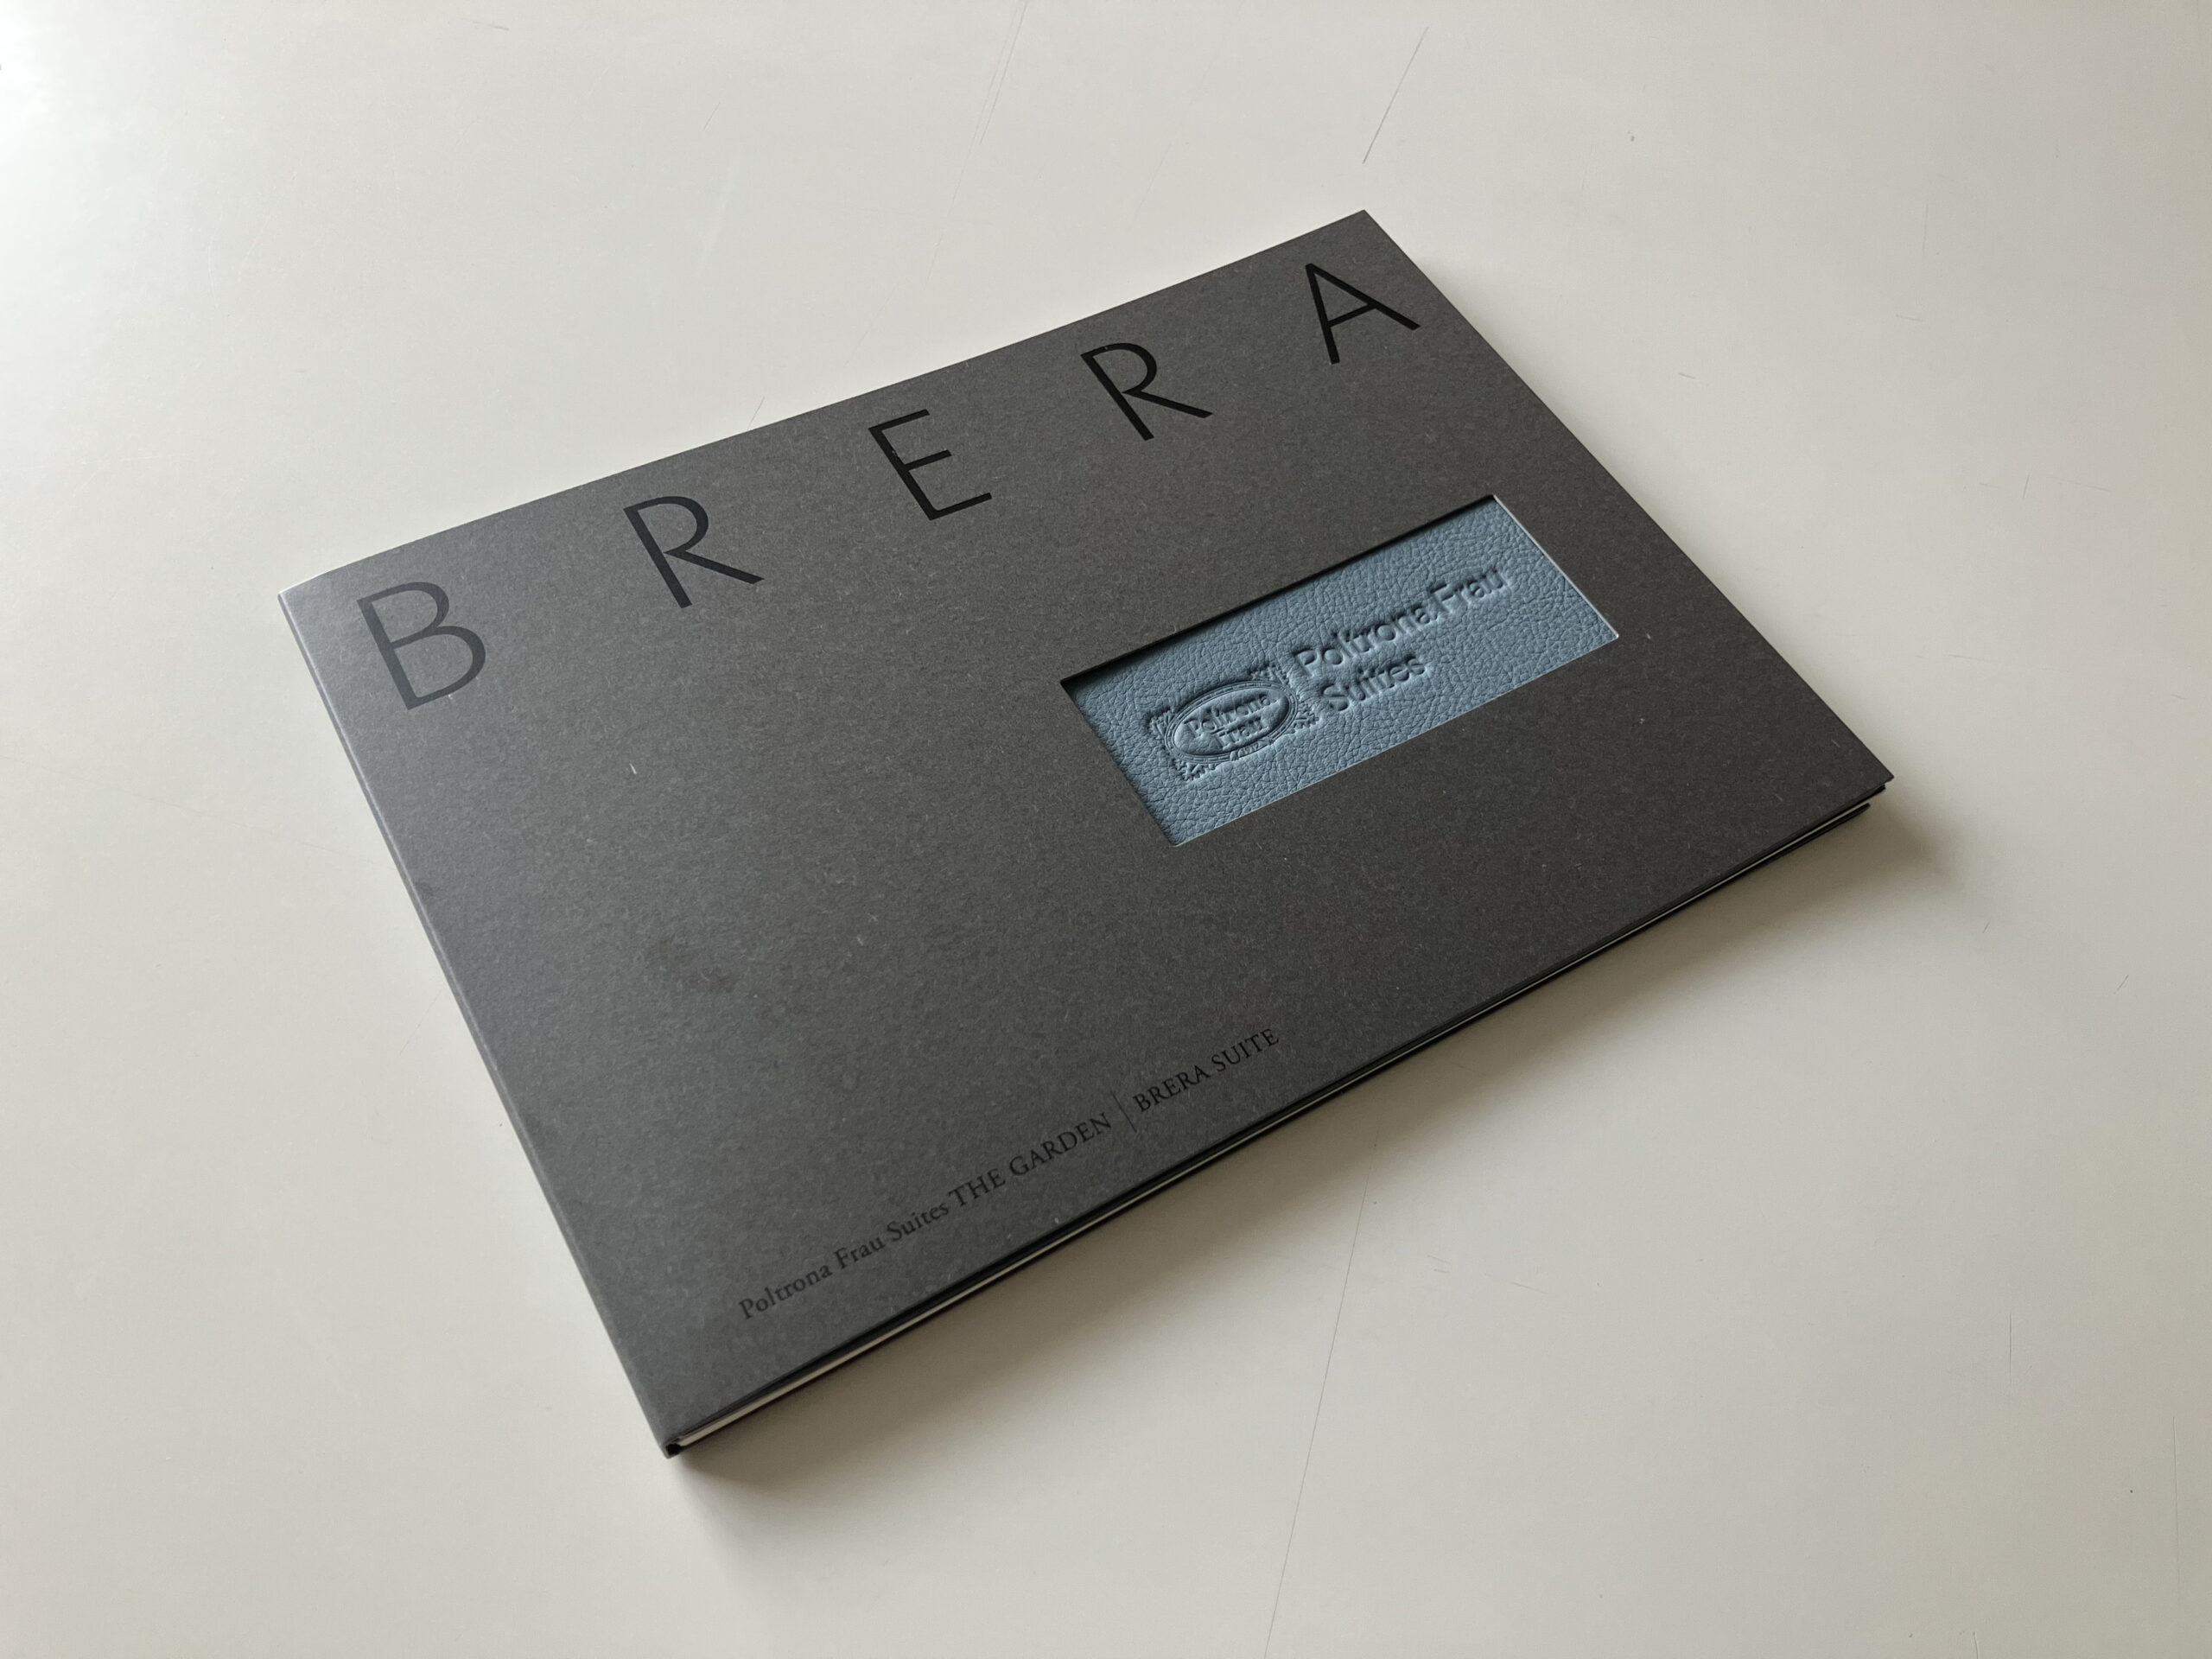 BRERA
Poltrona
Frau
Poltrona Frau
Suites
Poltrona Frau Suites THE GARDEN | BRERA SUITE